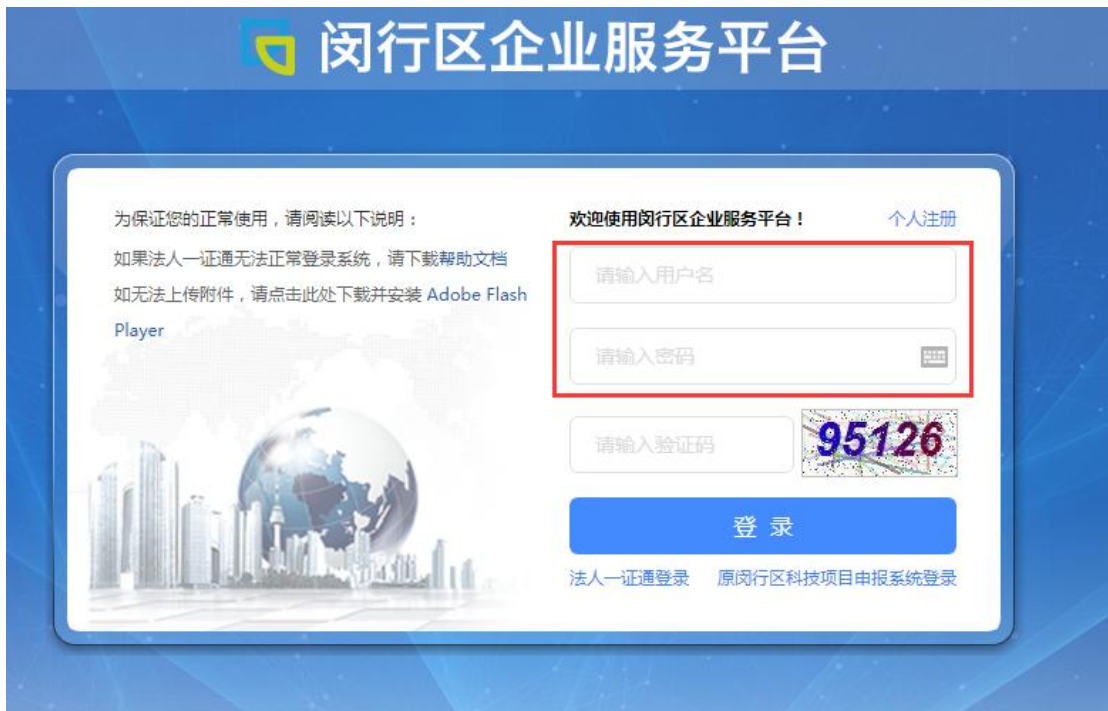 闵行区企业服务平台
为保证您的正常使用，请阅读以下说明：
如果法人一证通无法正常登录系统，请下载帮助文档
如无法上传附件，请点击此处下载并安装 Adobe Flash
Player
欢迎使用闵行区企业服务平台！ 个人注册
请输入用户名
请输入密码
请输入验证码 95126
登 录
法人一证通登录 原闵行区科技项目申报系统登录